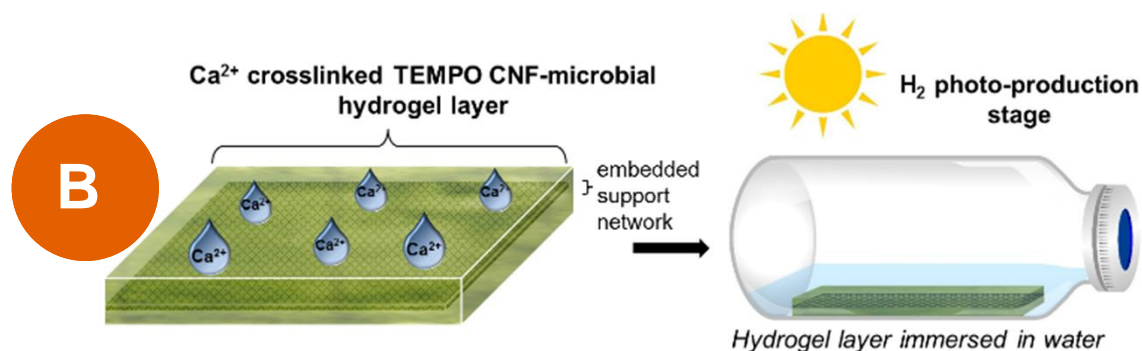 Ca²⁺ crosslinked TEMPO CNF-microbial
hydrogel layer
H₂ photo-production
stage
B
embedded
support
network
Ca²⁺
Ca²⁺
Ca²⁺
Ca²⁺
Ca²⁺
Ca²⁺
Hydrogel layer immersed in water